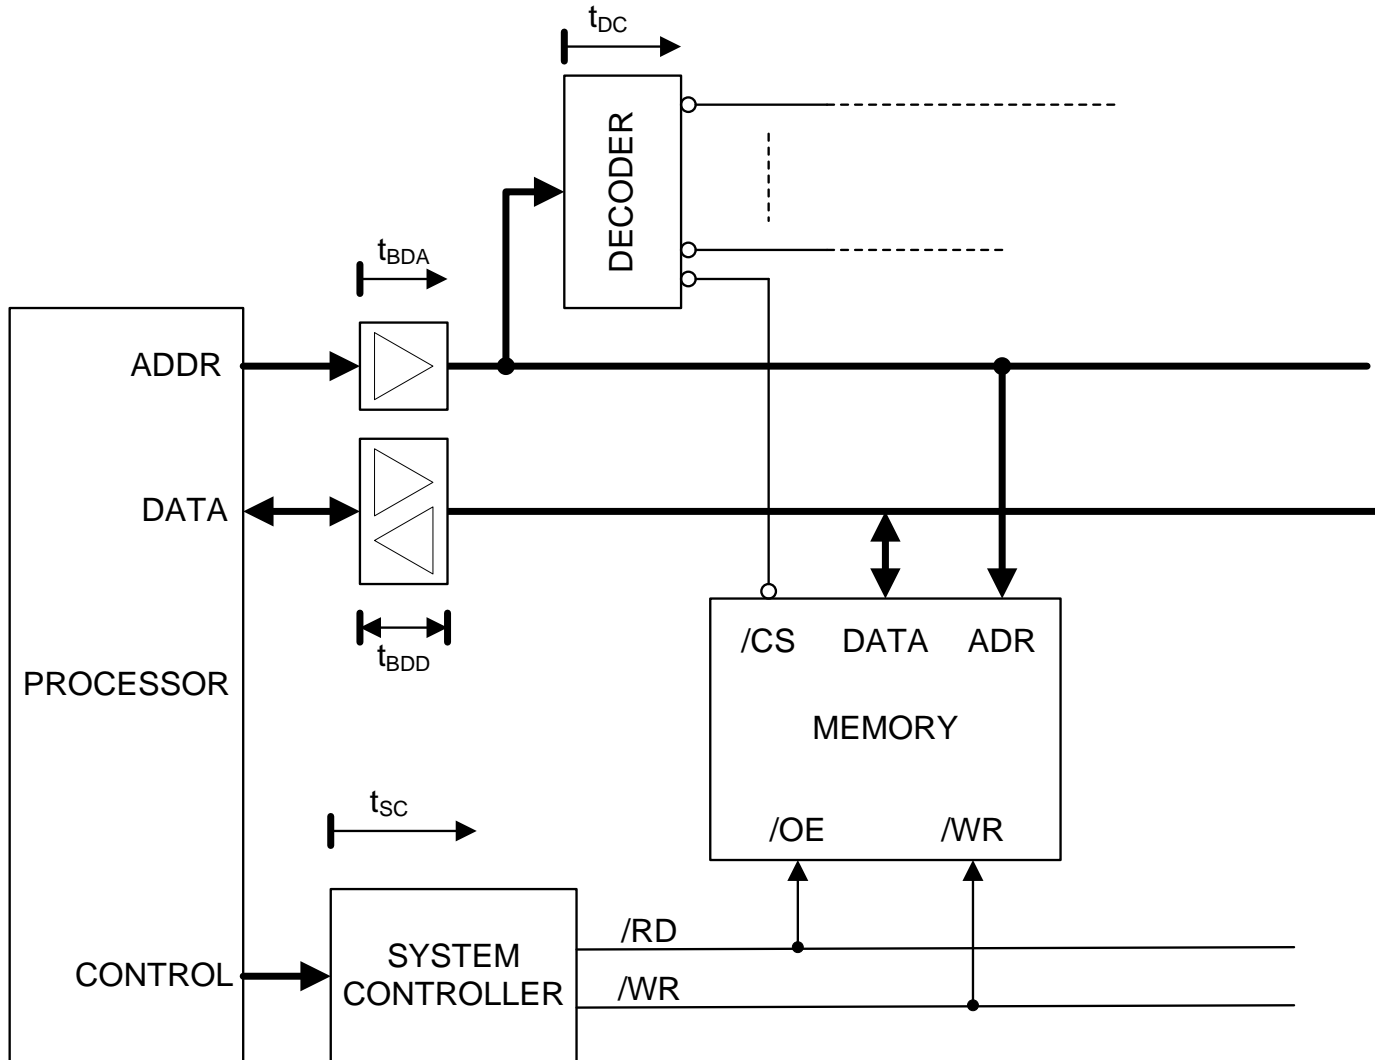 tDC
DECODER
tBDA
ADDR
DATA
tBDD
/CS DATA ADR
PROCESSOR
MEMORY
tSC
/OE /WR
/RD
SYSTEM
CONTROLLER
CONTROL
/WR